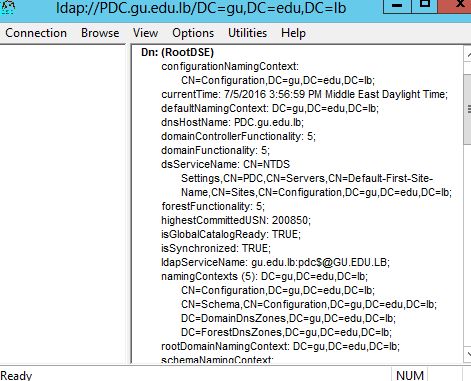 ldap://PDC.gu.edu.lb/DC=gu,DC=edu,DC=lb
Connection Browse View Options Utilities Help
Dn: (RootDSE)
configurationNamingContext:
CN=Configuration,DC=gu,DC=edu,DC=lb;
currentTime: 7/5/2016 3:56:59 PM Middle East Daylight Time;
defaultNamingContext: DC=gu,DC=edu,DC=lb;
dnsHostName: PDC.gu.edu.lb;
domainControllerFunctionality: 5;
domainFunctionality: 5;
dsServiceName: CN=NTDS
Settings,CN=PDC,CN=Servers,CN=Default-First-Site-
Name,CN=Sites,CN=Configuration,DC=gu,DC=edu,DC=lb;
forestFunctionality: 5;
highestCommittedUSN: 200850;
isGlobalCatalogReady: TRUE;
isSynchronized: TRUE;
ldapServiceName: gu.edu.lb:pdc$@GU.EDU.LB;
namingContexts (5): DC=gu,DC=edu,DC=lb;
CN=Configuration,DC=gu,DC=edu,DC=lb;
CN=Schema,CN=Configuration,DC=gu,DC=edu,DC=lb;
DC=DomainDnsZones,DC=gu,DC=edu,DC=lb;
DC=ForestDnsZones,DC=gu,DC=edu,DC=lb;
rootDomainNamingContext: DC=gu,DC=edu,DC=lb;
schemaNamingContext:
Ready NUM